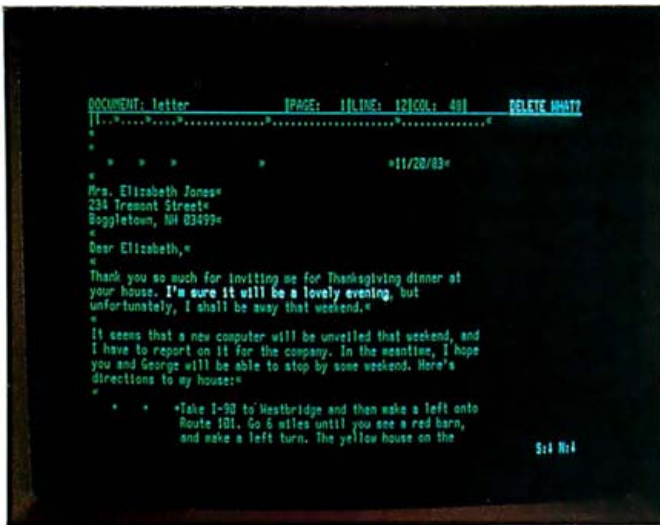 DOCUMENT: letter |PAGE: 1|LINE: 12|COL: 40| DELETE WHAT?
|1..»....»....».............»....................»..............«
«
«
» » » » »11/20/83«
Mrs. Elizabeth Jones«
234 Tremont Street«
Boggletown, NH 03499«
«
Dear Elizabeth,«
«
Thank you so much for inviting me for Thanksgiving dinner at
your house. I'm sure it will be a lovely evening, but
unfortunately, I shall be away that weekend.«
«
It seems that a new computer will be unveiled that weekend, and
I have to report on it for the company. In the meantime, I hope
you and George will be able to stop by some weekend. Here's
directions to my house:«
«
» » »Take I-90 to Westbridge and then make a left onto
Route 101. Go 6 miles until you see a red barn,
and make a left turn. The yellow house on the
S:4 N:4